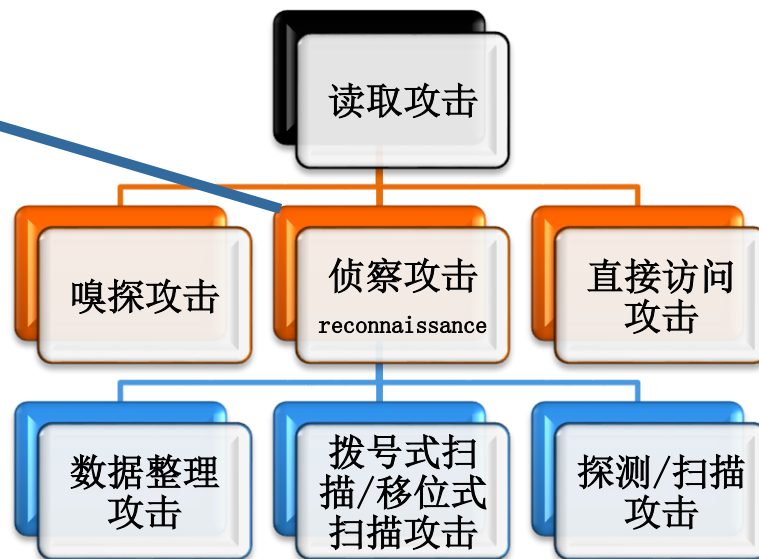 读取攻击
嗅探攻击
侦察攻击
reconnaissance
直接访问
攻击
数据整理
攻击
拨号式扫
描/移位式
扫描攻击
探测/扫描
攻击